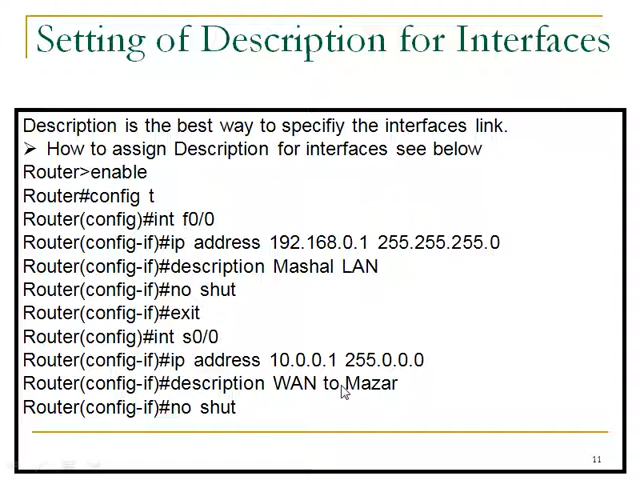 Setting of Description for Interfaces
Description is the best way to specifiy the interfaces link.
➢ How to assign Description for interfaces see below
Router>enable
Router#config t
Router(config)#int f0/0
Router(config-if)#ip address 192.168.0.1 255.255.255.0
Router(config-if)#description Mashal LAN
Router(config-if)#no shut
Router(config-if)#exit
Router(config)#int s0/0
Router(config-if)#ip address 10.0.0.1 255.0.0.0
Router(config-if)#description WAN to Mazar
Router(config-if)#no shut
11